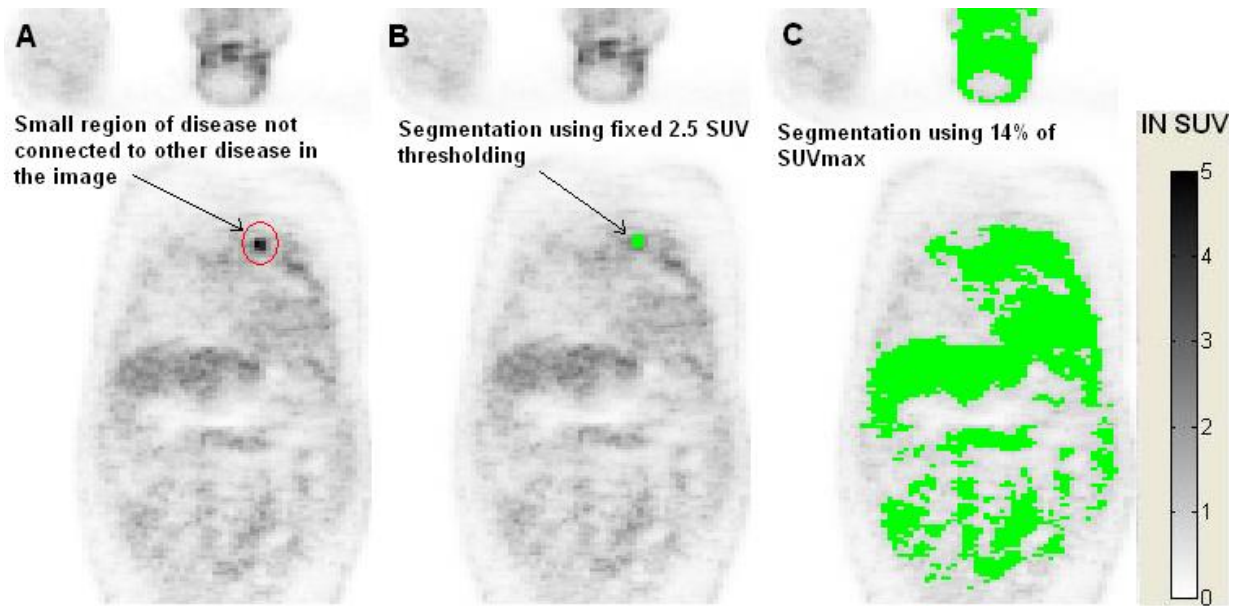 A
B
C
Small region of disease not
connected to other disease in
the image
Segmentation using fixed 2.5 SUV
thresholding
Segmentation using 14% of
SUVmax
IN SUV
5
4
3
2
1
0